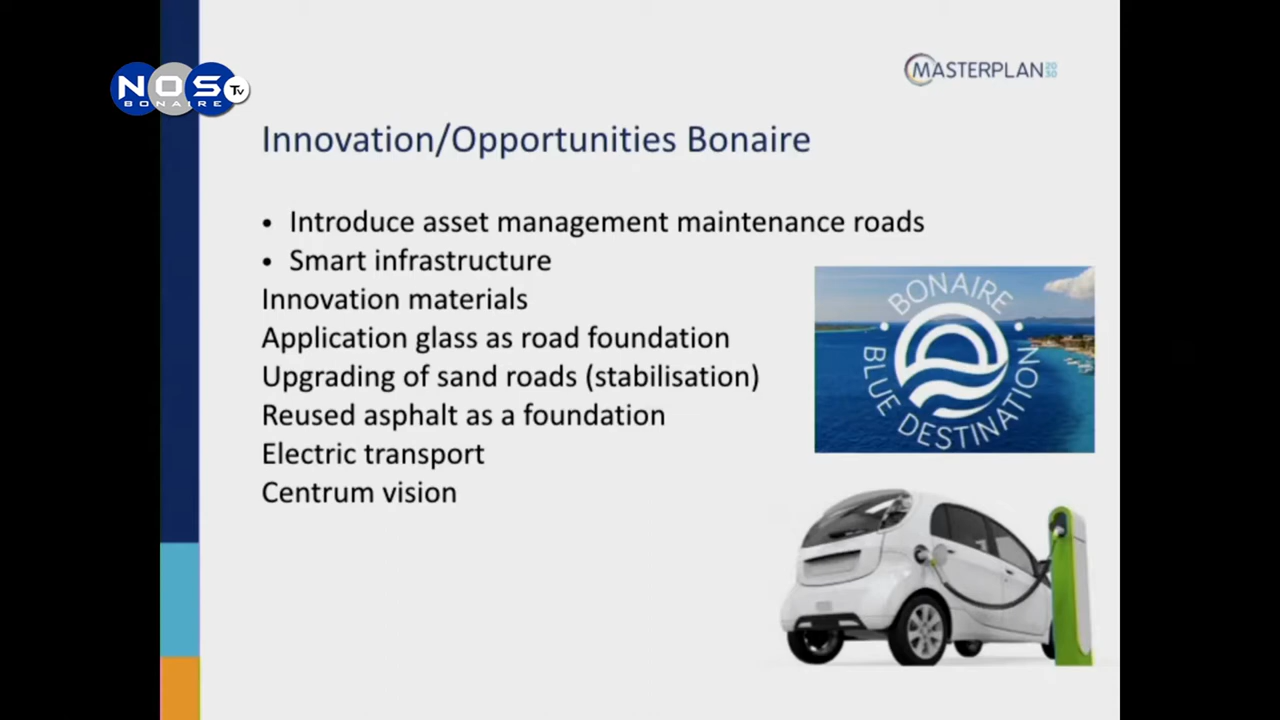 NOS Tv
BONAIRE
MASTERPLAN 2030
Innovation/Opportunities Bonaire
• Introduce asset management maintenance roads
• Smart infrastructure
Innovation materials
Application glass as road foundation
Upgrading of sand roads (stabilisation)
Reused asphalt as a foundation
Electric transport
Centrum vision
BONAIRE
BLUE DESTINATION